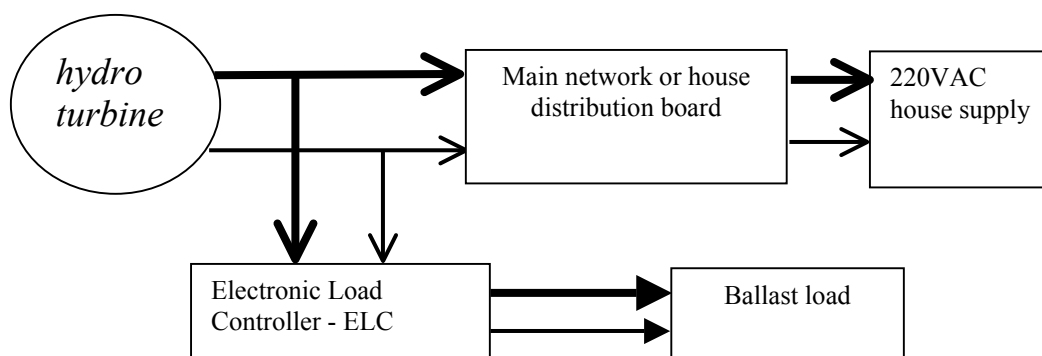 hydro
turbine
Main network or house
distribution board
220VAC
house supply
Electronic Load
Controller - ELC
Ballast load